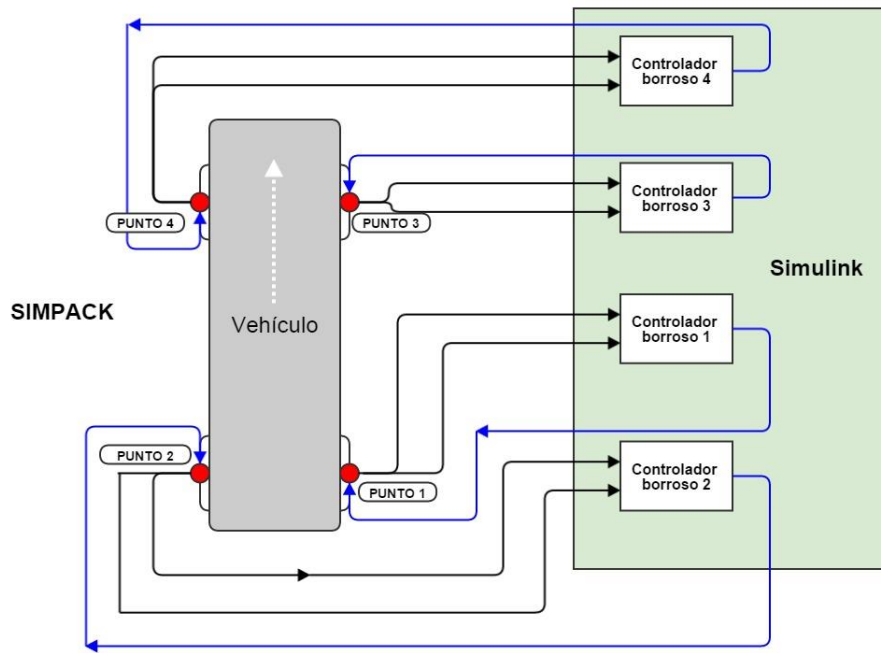 Controlador
borroso 4
Controlador
borroso 3
PUNTO 4
PUNTO 3
Simulink
SIMPACK
Vehículo
Controlador
borroso 1
PUNTO 2
Controlador
borroso 2
PUNTO 1